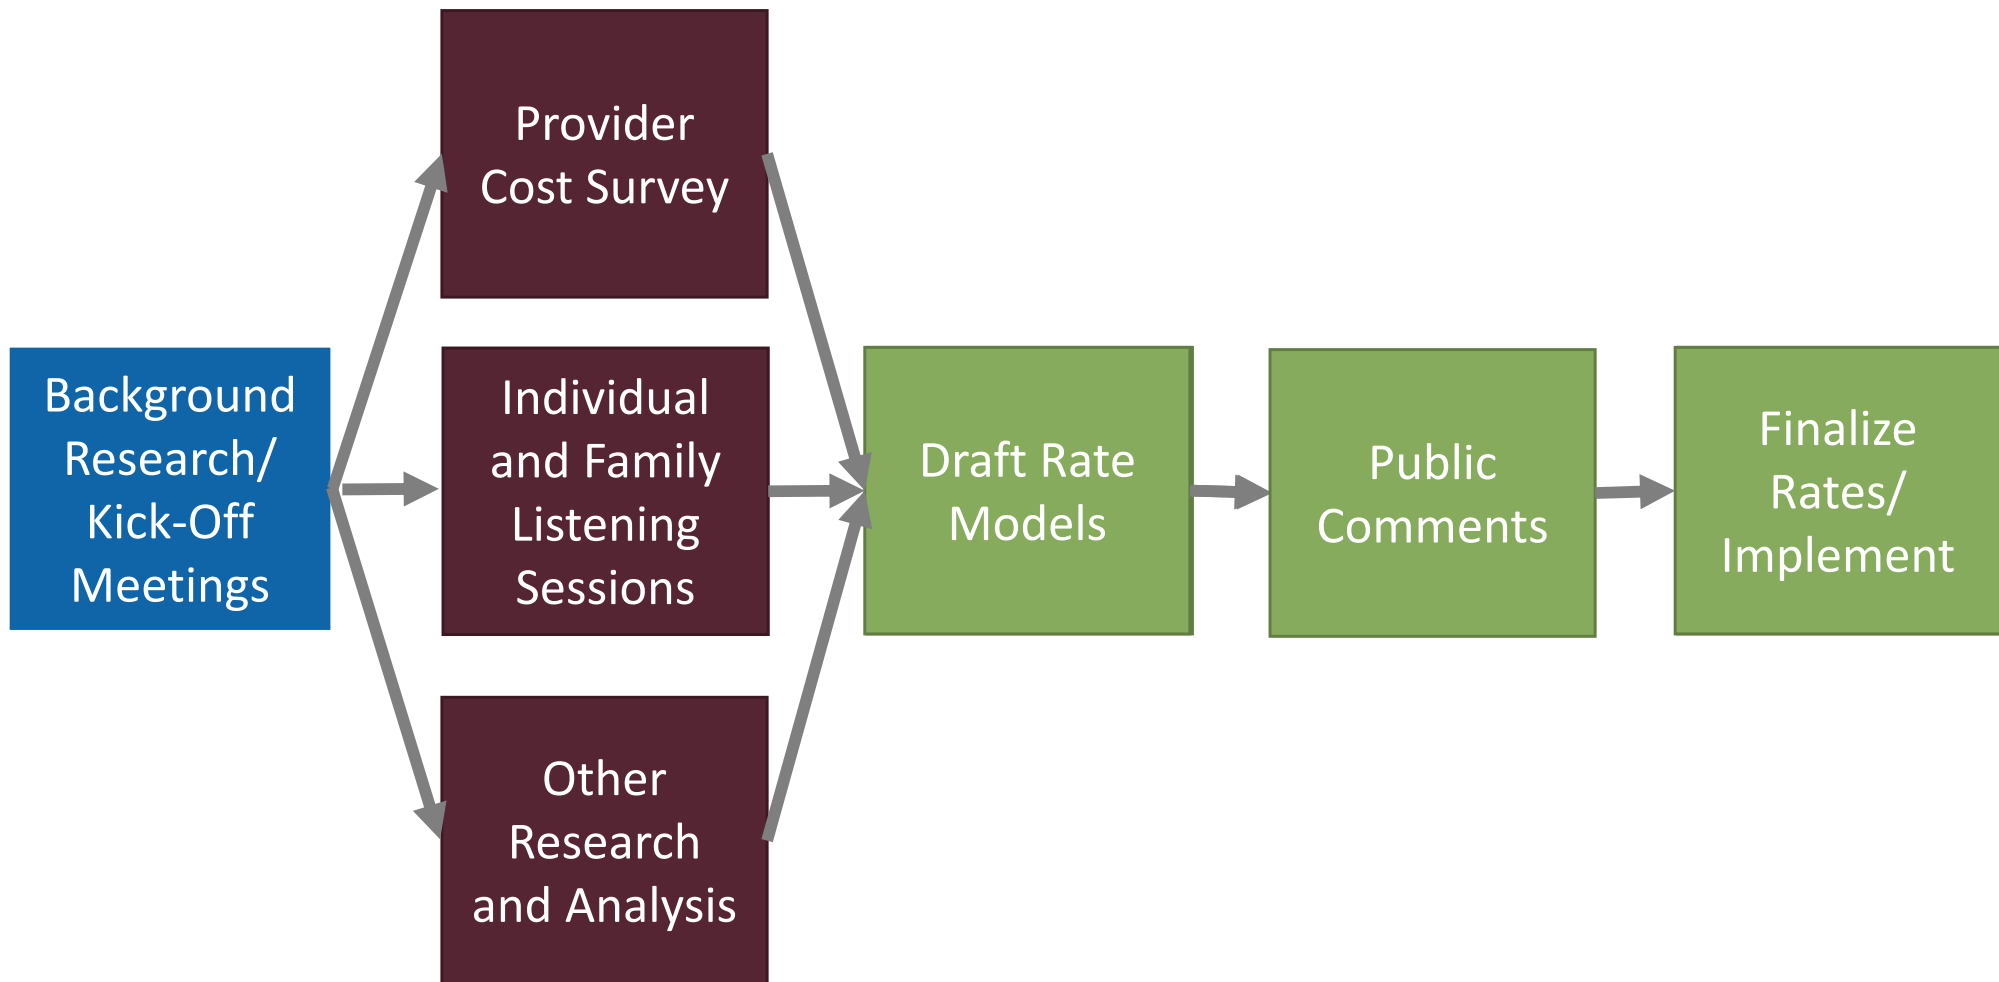 Background
Research/
Kick-Off
Meetings
Provider
Cost Survey
Individual
and Family
Listening
Sessions
Other
Research
and Analysis
Draft Rate
Models
Public
Comments
Finalize
Rates/
Implement